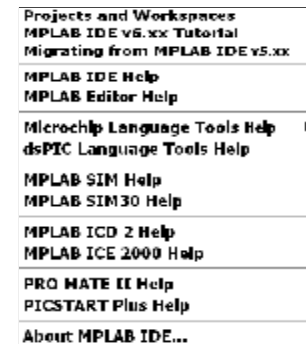 Projects and Workspaces
MPLAB IDE v6.xx Tutorial
Migrating from MPLAB IDE v5.xx
MPLAB IDE Help
MPLAB Editor Help
Microchip Language Tools Help
dsPIC Language Tools Help
MPLAB SIM Help
MPLAB SIM30 Help
MPLAB ICD 2 Help
MPLAB ICE 2000 Help
PRO MATE II Help
PICSTART Plus Help
About MPLAB IDE...